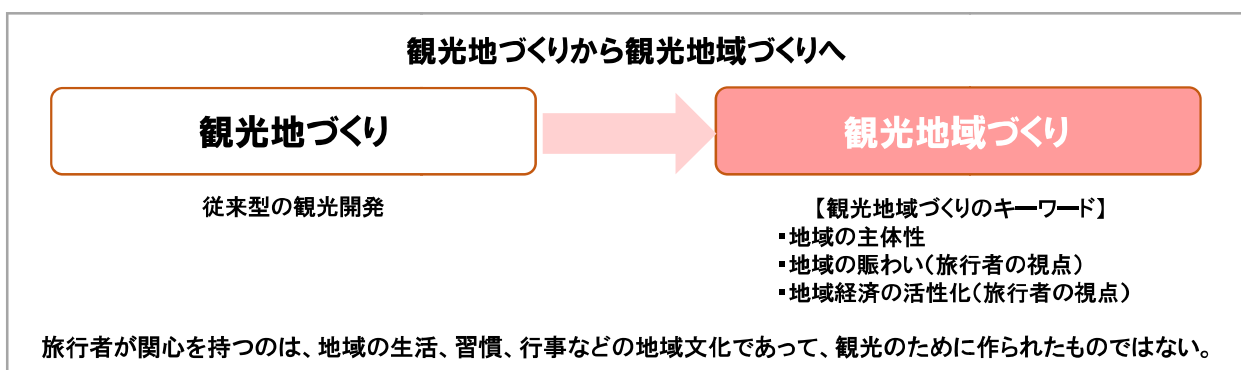 観光地づくりから観光地域づくりへ
観光地づくり
観光地域づくり
従来型の観光開発
【観光地域づくりのキーワード】
▪地域の主体性
▪地域の賑わい(旅行者の視点)
▪地域経済の活性化(旅行者の視点)
旅行者が関心を持つのは、地域の生活、習慣、行事などの地域文化であって、観光のために作られたものではない。